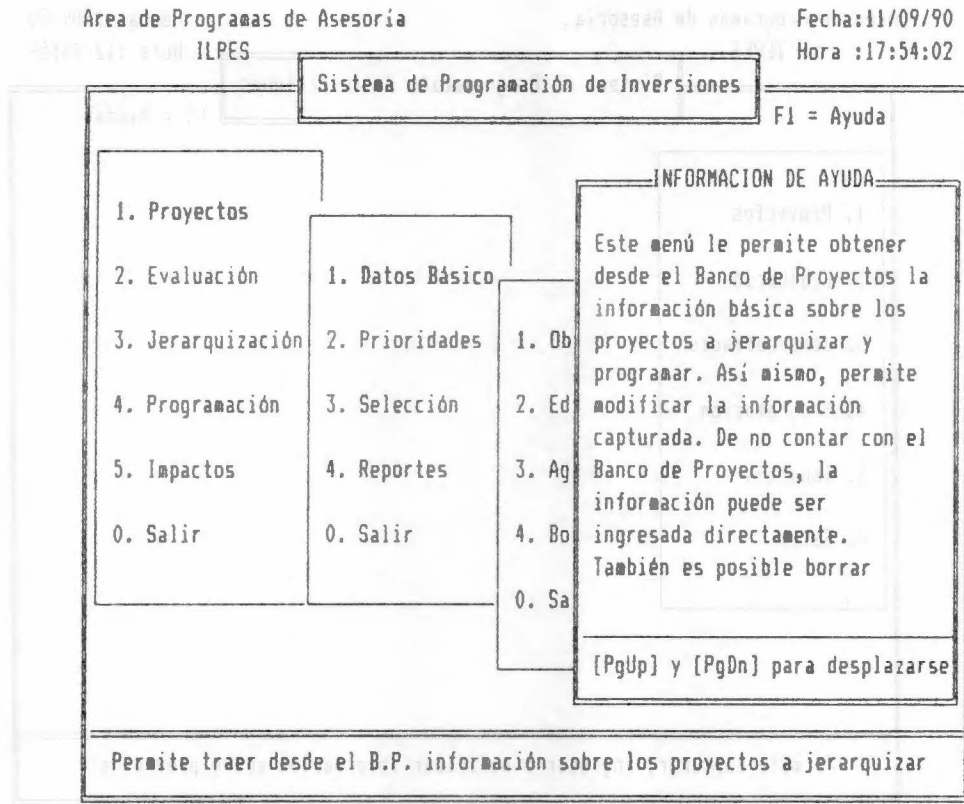 Area de Programas de Asesoría
ILPES
Fecha:11/09/90
Hora :17:54:02
Sistema de Programación de Inversiones
F1 = Ayuda
1. Proyectos
2. Evaluación
3. Jerarquización
4. Programación
5. Impactos
0. Salir
1. Datos Básico
2. Prioridades
3. Selección
4. Reportes
0. Salir
1. Ob
2. Ed
3. Ag
4. Bo
0. Sa
INFORMACION DE AYUDA
Este menú le permite obtener
desde el Banco de Proyectos la
información básica sobre los
proyectos a jerarquizar y
programar. Así mismo, permite
modificar la información
capturada. De no contar con el
Banco de Proyectos, la
información puede ser
ingresada directamente.
También es posible borrar
[PgUp] y [PgDn] para desplazarse
Permite traer desde el B.P. información sobre los proyectos a jerarquizar